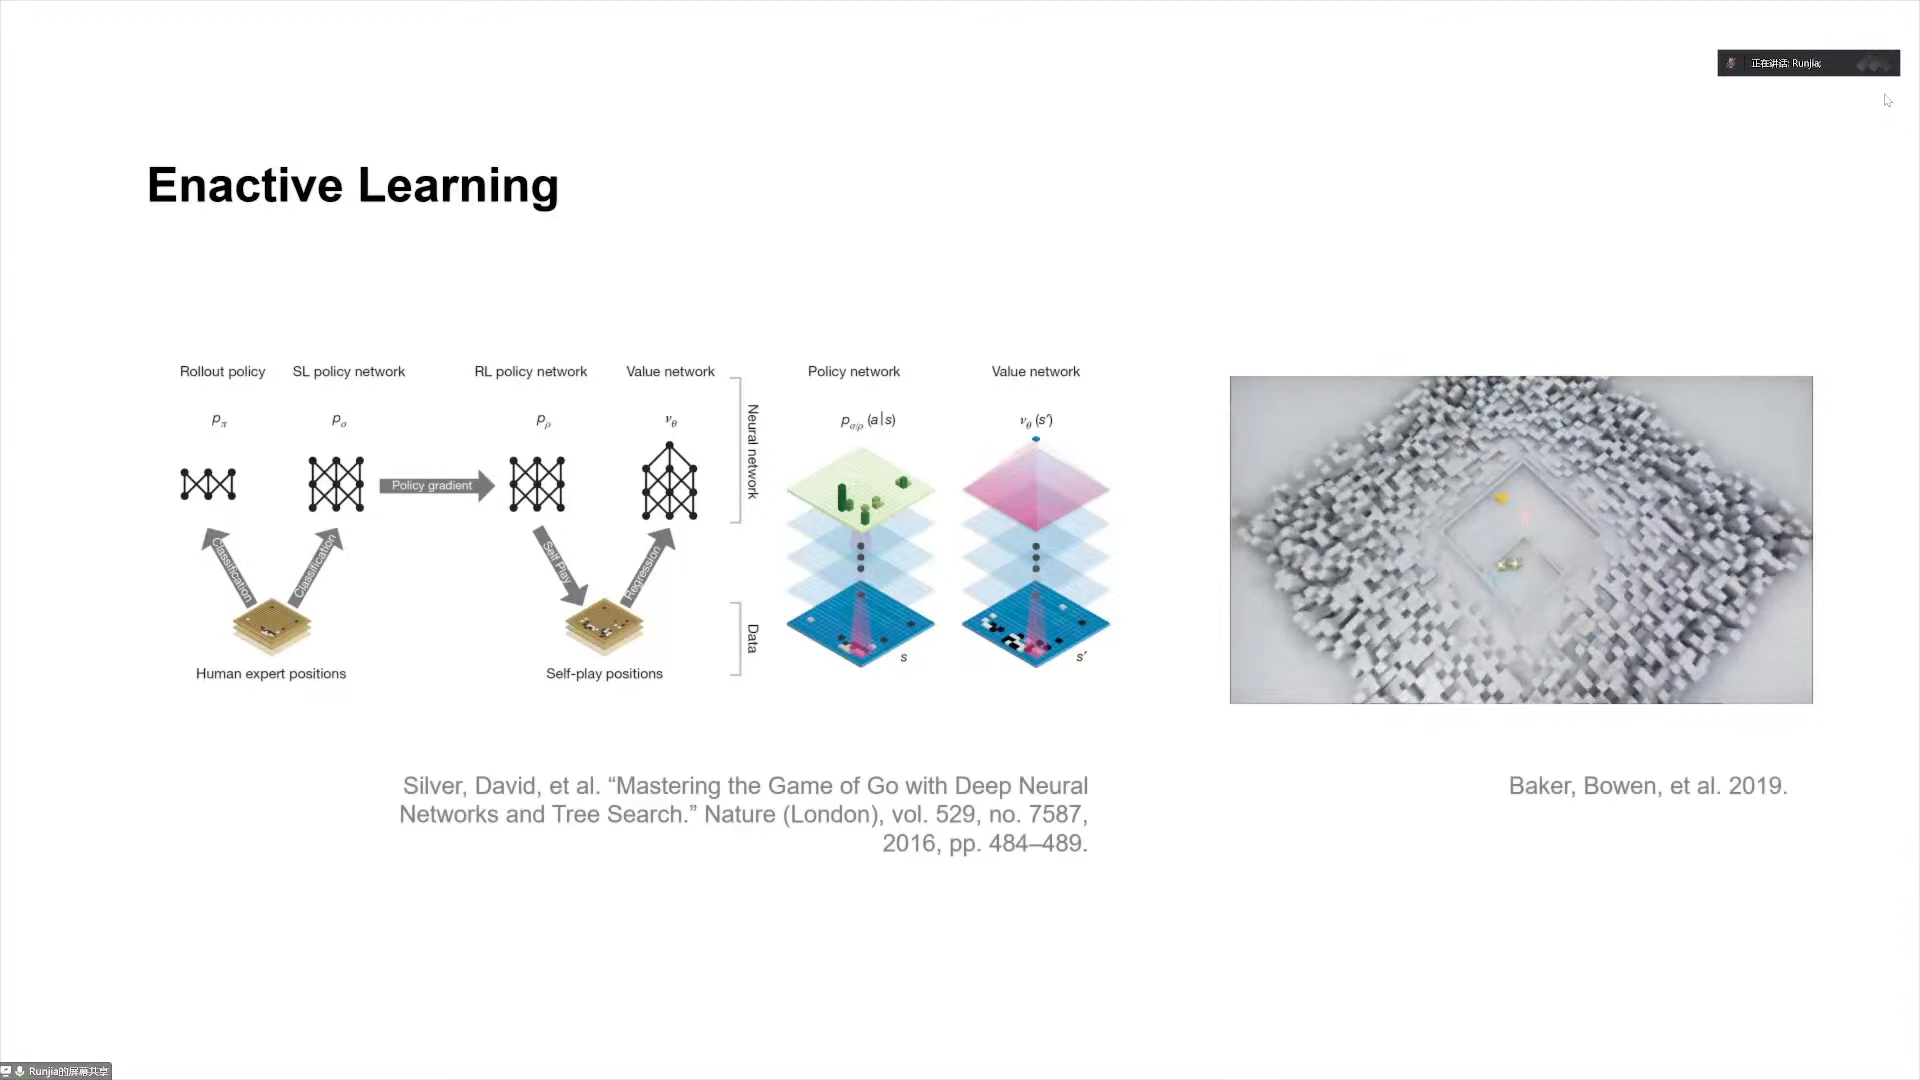 正在讲话: Runjia;
Enactive Learning
Rollout policy
SL policy network
RL policy network
Value network
Policy network
Value network
pπ
pσ
pρ
νθ
pσ/ρ (a|s)
νθ (s′)
Neural network
Policy gradient
Classification
Classification
Self Play
Regression
Data
s
s′
Human expert positions
Self-play positions
Silver, David, et al. “Mastering the Game of Go with Deep Neural
Networks and Tree Search.” Nature (London), vol. 529, no. 7587,
2016, pp. 484–489.
Baker, Bowen, et al. 2019.
Runjia的屏幕共享